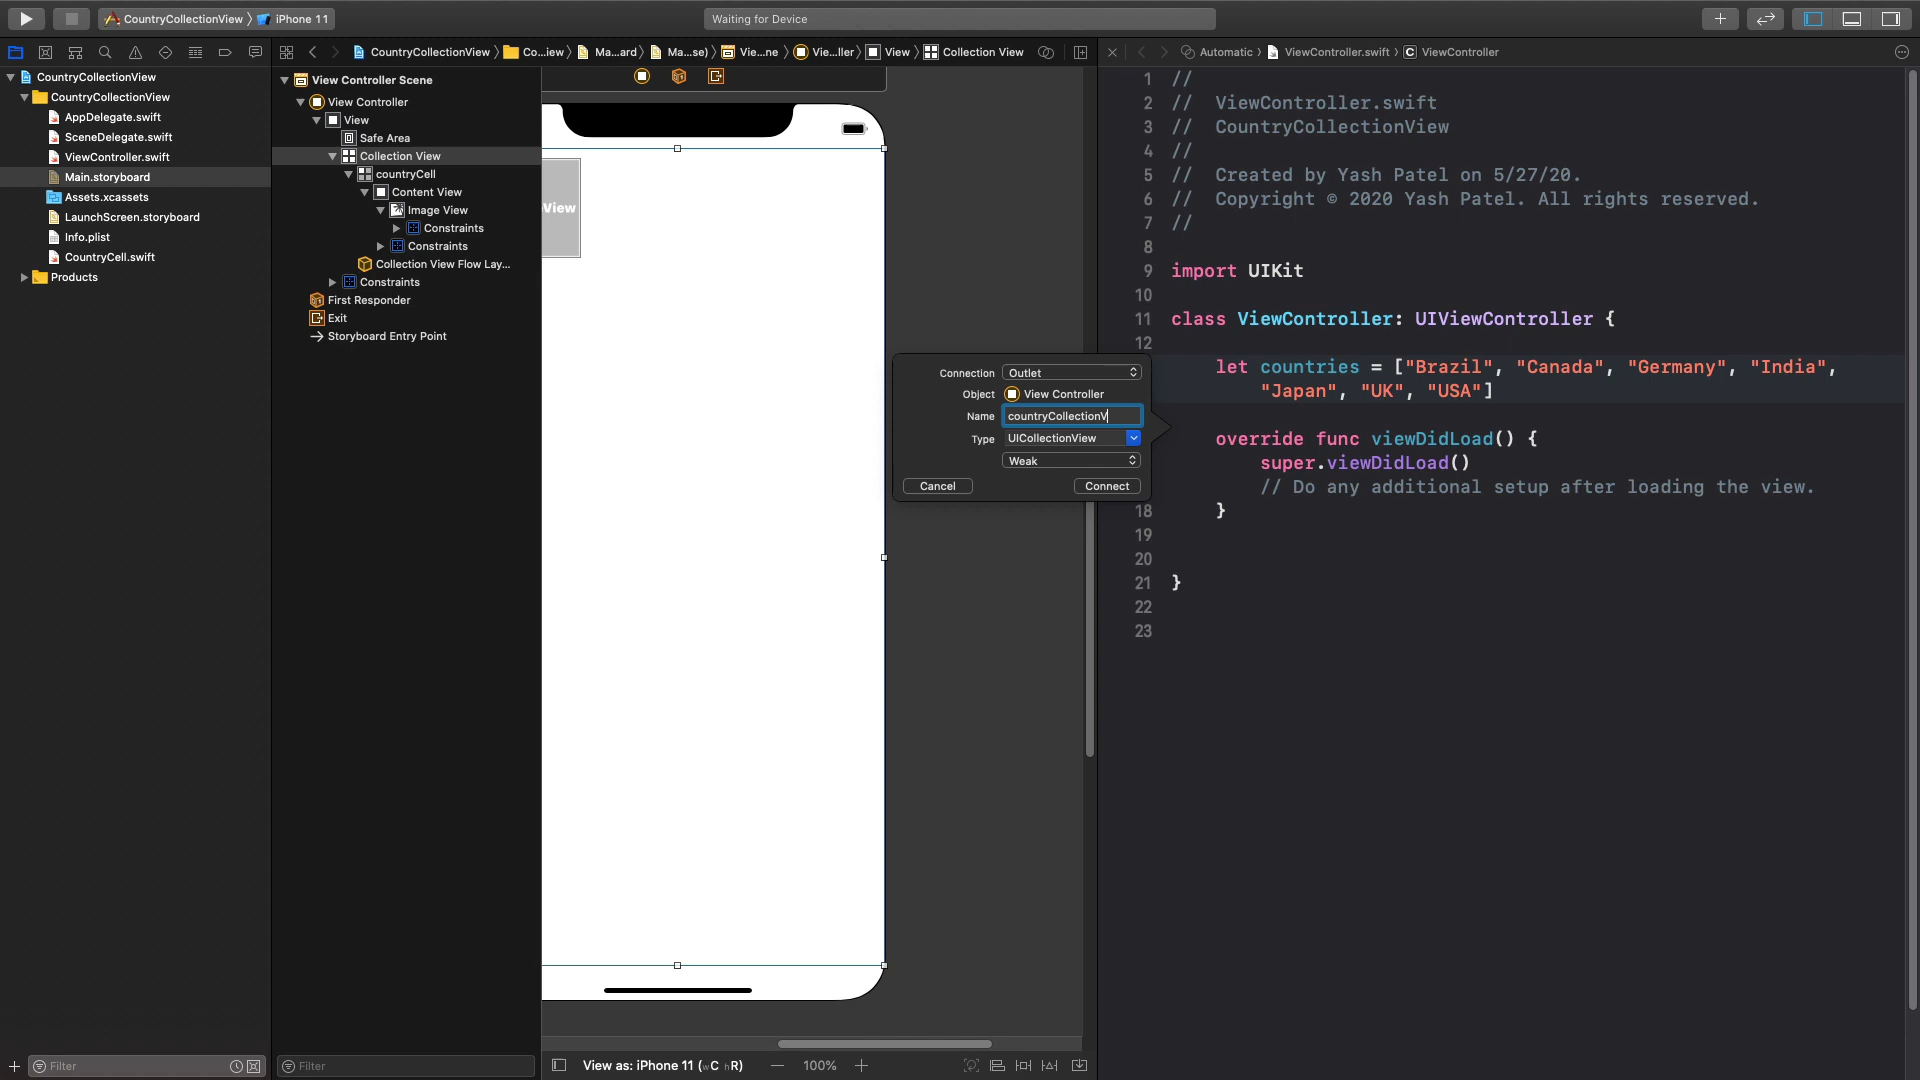 CountryCollectionView 〉 iPhone 11
Waiting for Device
CountryCollectionView 〉 Co...iew 〉 Ma...ard 〉 Ma...se) 〉 Vie...ne 〉 Vie...ller 〉 View 〉 Collection View
Automatic 〉 ViewController.swift 〉 C ViewController
CountryCollectionView
CountryCollectionView
AppDelegate.swift
SceneDelegate.swift
ViewController.swift
Main.storyboard
Assets.xcassets
LaunchScreen.storyboard
Info.plist
CountryCell.swift
Products
View Controller Scene
View Controller
View
Safe Area
Collection View
countryCell
Content View
Image View
Constraints
Constraints
Collection View Flow Lay...
Constraints
First Responder
Exit
Storyboard Entry Point
View
Connection Outlet
Object View Controller
Name countryCollectionV
Type UICollectionView
Weak
Cancel Connect
1 //
2 //  ViewController.swift
3 //  CountryCollectionView
4 //
5 //  Created by Yash Patel on 5/27/20.
6 //  Copyright © 2020 Yash Patel. All rights reserved.
7 //
8
9 import UIKit
10
11 class ViewController: UIViewController {
12
let countries = ["Brazil", "Canada", "Germany", "India",
"Japan", "UK", "USA"]
override func viewDidLoad() {
super.viewDidLoad()
// Do any additional setup after loading the view.
18 }
19
20
21 }
22
23
Filter
Filter
View as: iPhone 11 (wC hR)
100%